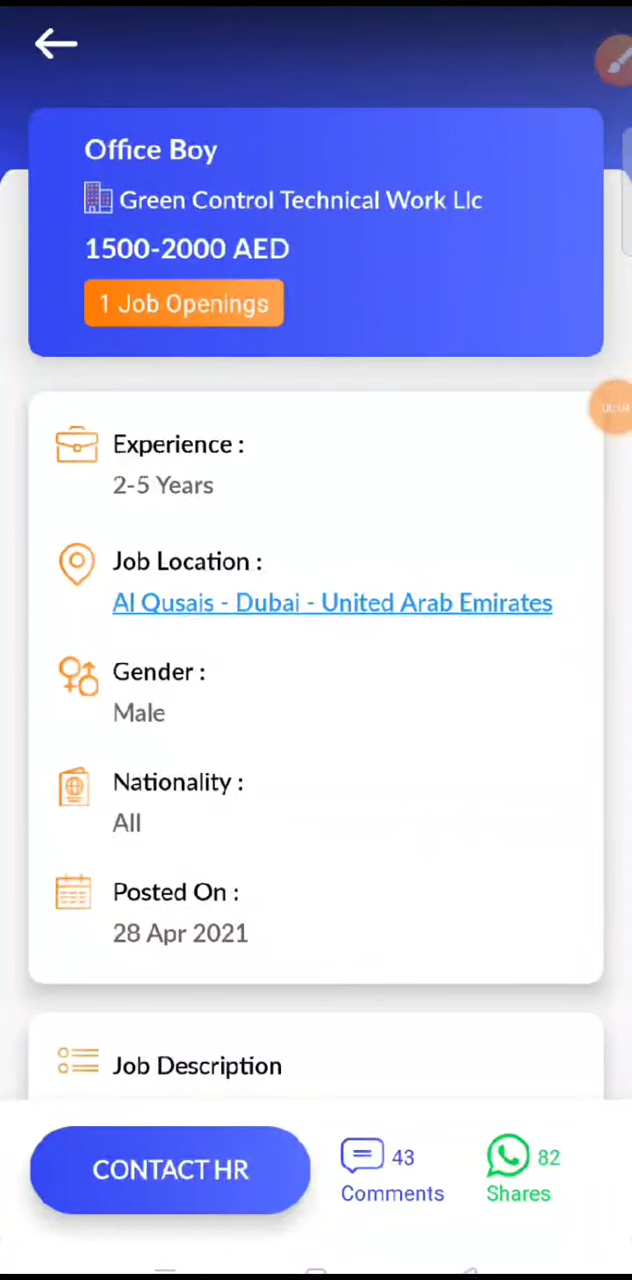 Office Boy
Green Control Technical Work Llc
1500-2000 AED
1 Job Openings
Experience :
2-5 Years
Job Location :
Al Qusais - Dubai - United Arab Emirates
Gender :
Male
Nationality :
All
Posted On :
28 Apr 2021
Job Description
CONTACT HR
43
Comments
82
Shares